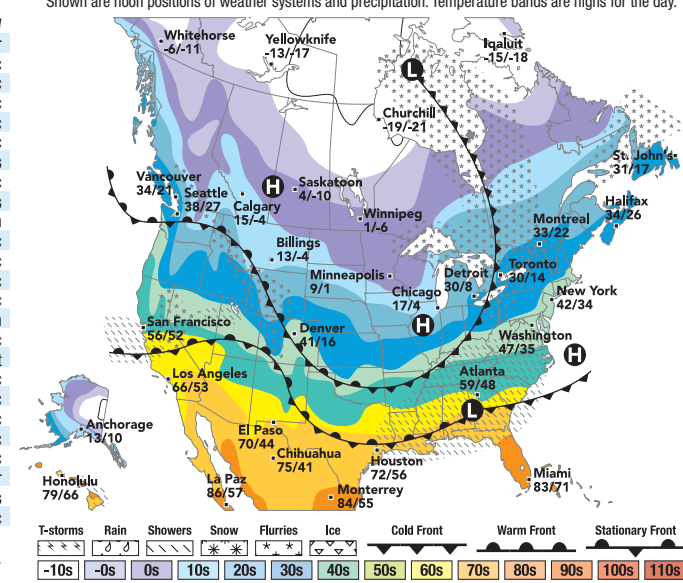 Shown are noon positions of weather systems and precipitation. Temperature bands are highs for the day.
Whitehorse
-6/-11
Yellowknife
-13/-17
Iqaluit
-15/-18
L
Churchill
-19/-21
St. John's
31/17
Vancouver
34/21
Seattle
38/27
Calgary
15/-4
H
Saskatoon
4/-10
Winnipeg
1/-6
Halifax
34/26
Montreal
33/22
Billings
13/-4
Minneapolis
9/1
Chicago
17/4
Detroit
30/8
Toronto
30/14
New York
42/34
San Francisco
56/52
Denver
41/16
H
Washington
47/35
H
Los Angeles
66/53
Atlanta
59/48
L
Anchorage
13/10
El Paso
70/44
Chihuahua
75/41
Houston
72/56
Honolulu
79/66
La Paz
86/57
Monterrey
84/55
Miami
83/71
T-storms Rain Showers Snow Flurries Ice Cold Front Warm Front Stationary Front
-10s -0s 0s 10s 20s 30s 40s 50s 60s 70s 80s 90s 100s 110s